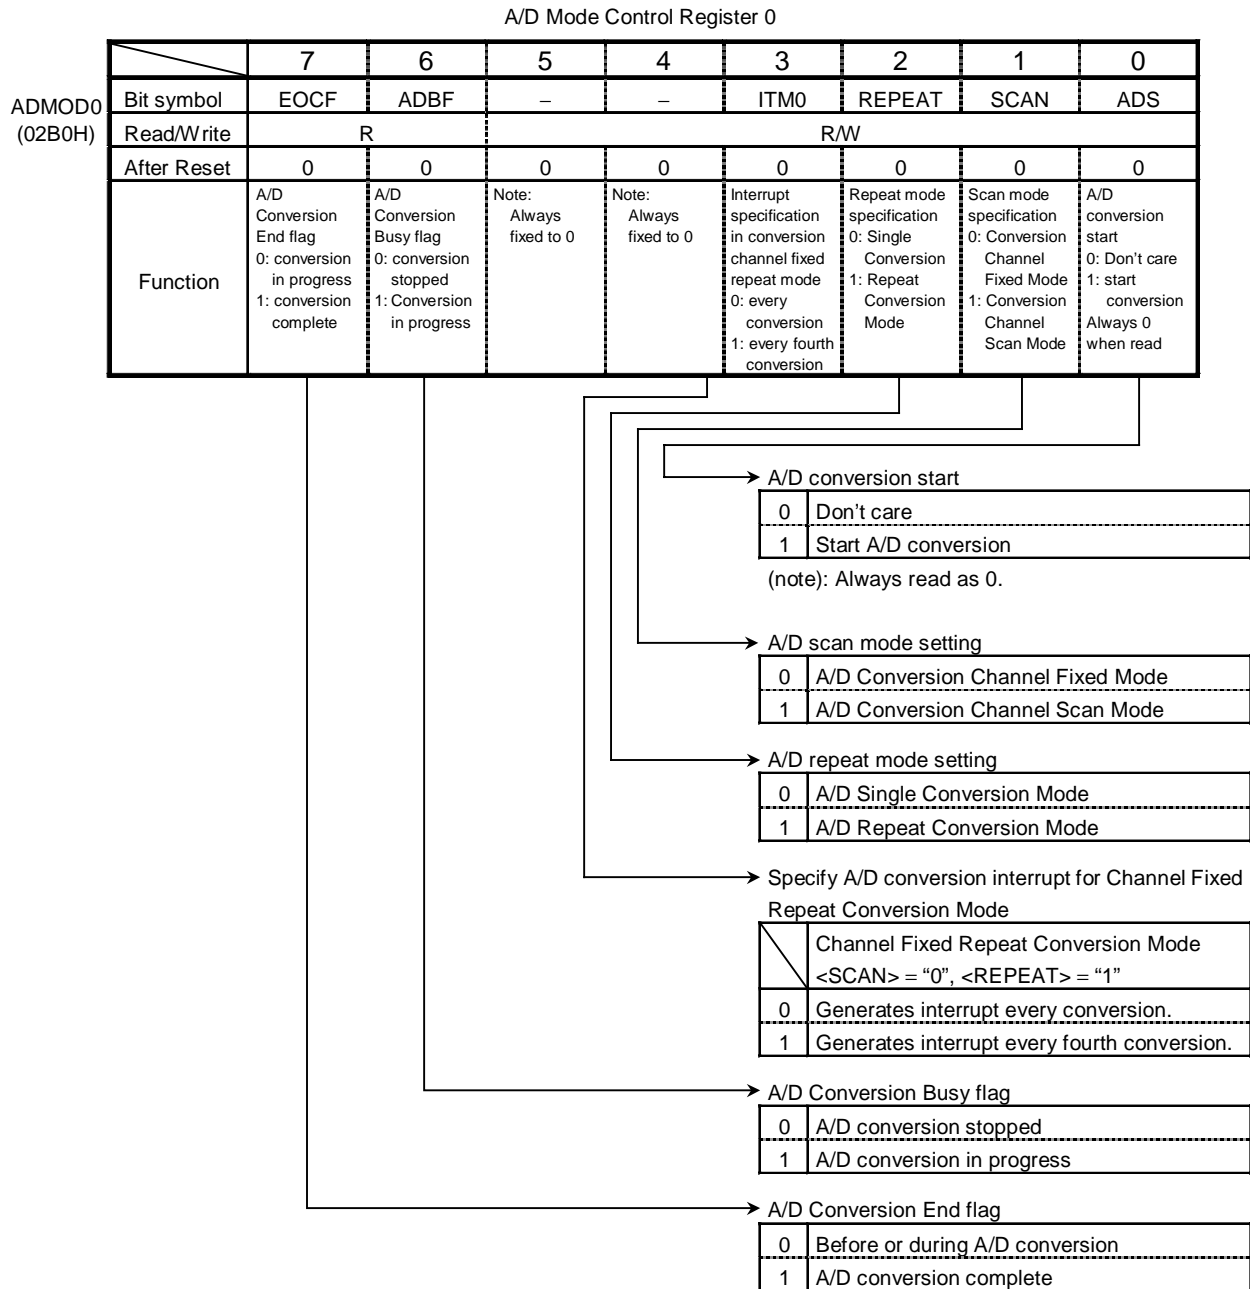 A/D Mode Control Register 0
ADMOD0
(02B0H)
7 6 5 4 3 2 1 0
Bit symbol EOCF ADBF – – ITM0 REPEAT SCAN ADS
Read/Write R R/W
After Reset 0 0 0 0 0 0 0 0
Function
A/D
Conversion
End flag
0: conversion
in progress
1: conversion
complete
A/D
Conversion
Busy flag
0: conversion
stopped
1: Conversion
in progress
Note:
Always
fixed to 0
Note:
Always
fixed to 0
Interrupt
specification
in conversion
channel fixed
repeat mode
0: every
conversion
1: every fourth
conversion
Repeat mode
specification
0: Single
Conversion
1: Repeat
Conversion
Mode
Scan mode
specification
0: Conversion
Channel
Fixed Mode
1: Conversion
Channel
Scan Mode
A/D
conversion
start
0: Don't care
1: start
conversion
Always 0
when read
A/D conversion start
0 Don't care
1 Start A/D conversion
(note): Always read as 0.
A/D scan mode setting
0 A/D Conversion Channel Fixed Mode
1 A/D Conversion Channel Scan Mode
A/D repeat mode setting
0 A/D Single Conversion Mode
1 A/D Repeat Conversion Mode
Specify A/D conversion interrupt for Channel Fixed
Repeat Conversion Mode
Channel Fixed Repeat Conversion Mode
<SCAN> = “0”, <REPEAT> = “1”
0 Generates interrupt every conversion.
1 Generates interrupt every fourth conversion.
A/D Conversion Busy flag
0 A/D conversion stopped
1 A/D conversion in progress
A/D Conversion End flag
0 Before or during A/D conversion
1 A/D conversion complete